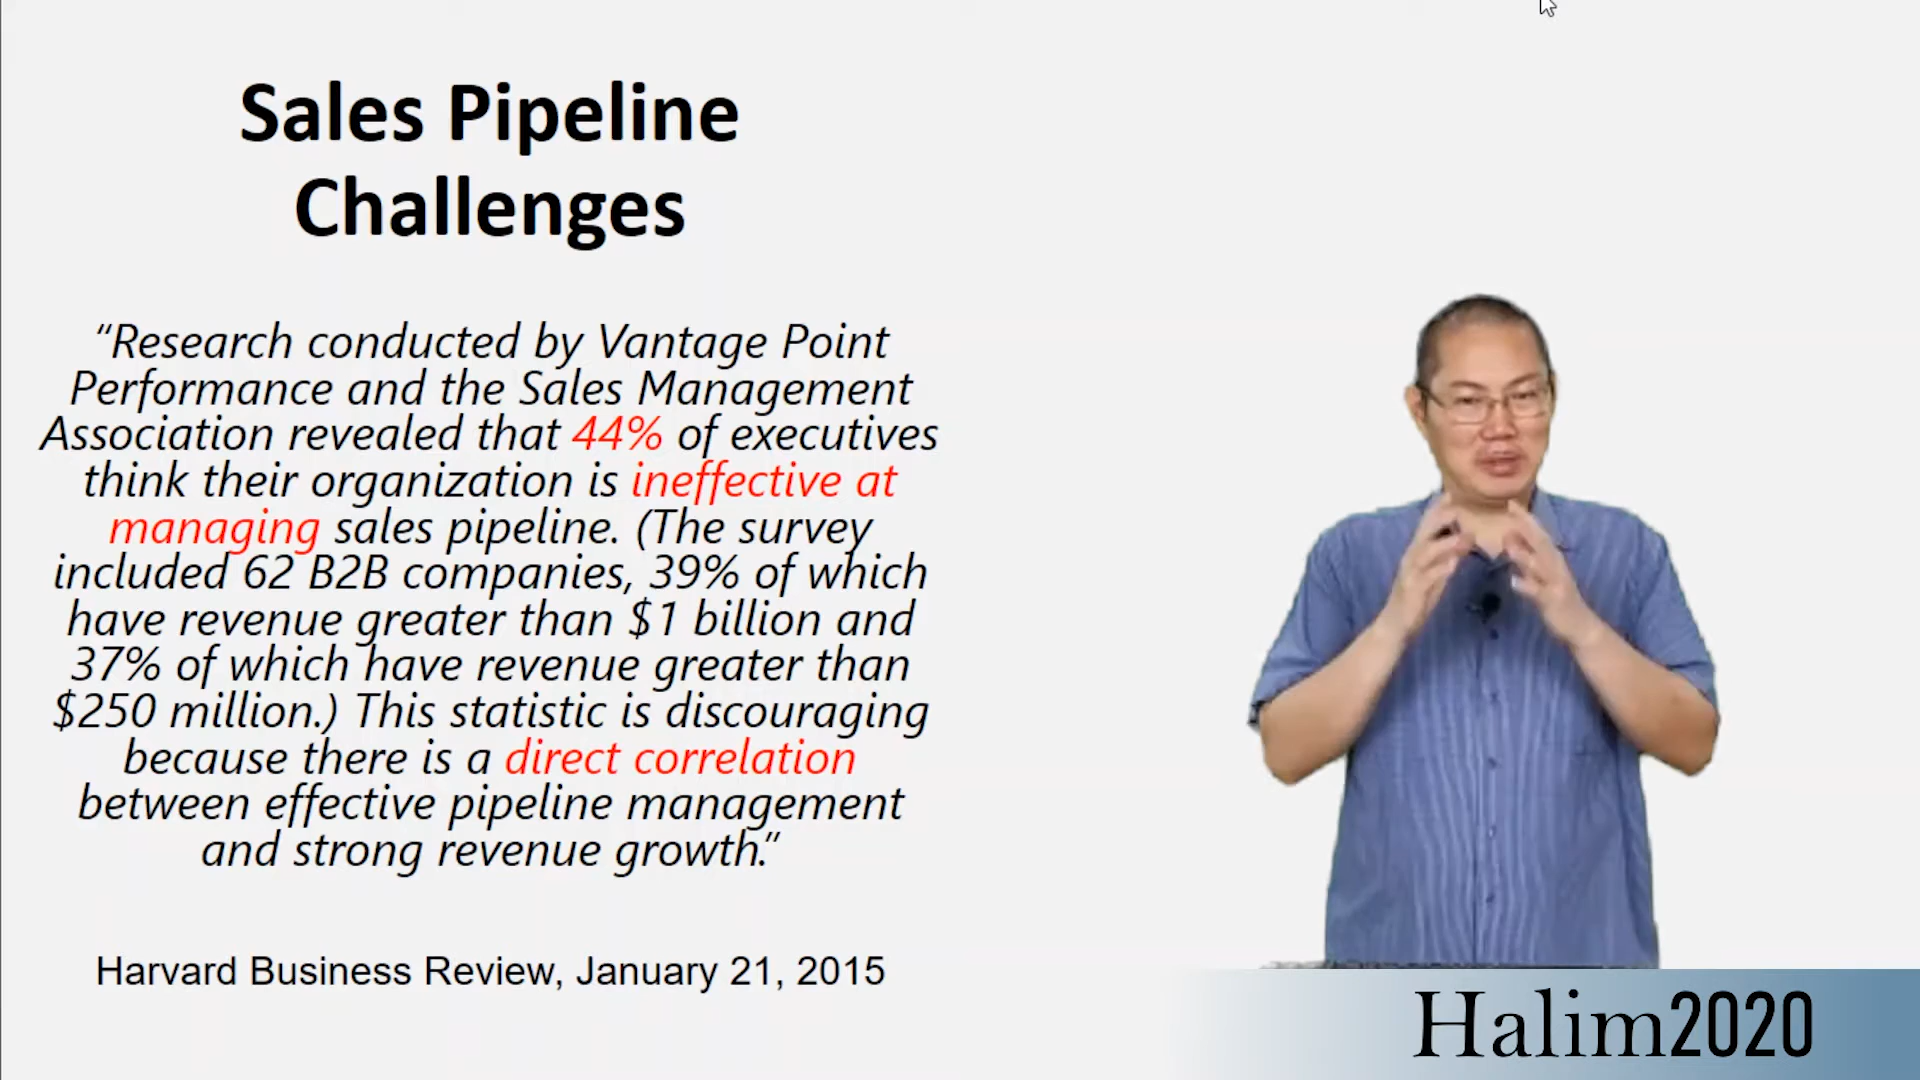 Sales Pipeline
Challenges
“Research conducted by Vantage Point
Performance and the Sales Management
Association revealed that 44% of executives
think their organization is ineffective at
managing sales pipeline. (The survey
included 62 B2B companies, 39% of which
have revenue greater than $1 billion and
37% of which have revenue greater than
$250 million.) This statistic is discouraging
because there is a direct correlation
between effective pipeline management
and strong revenue growth.”
Harvard Business Review, January 21, 2015
Halim2020